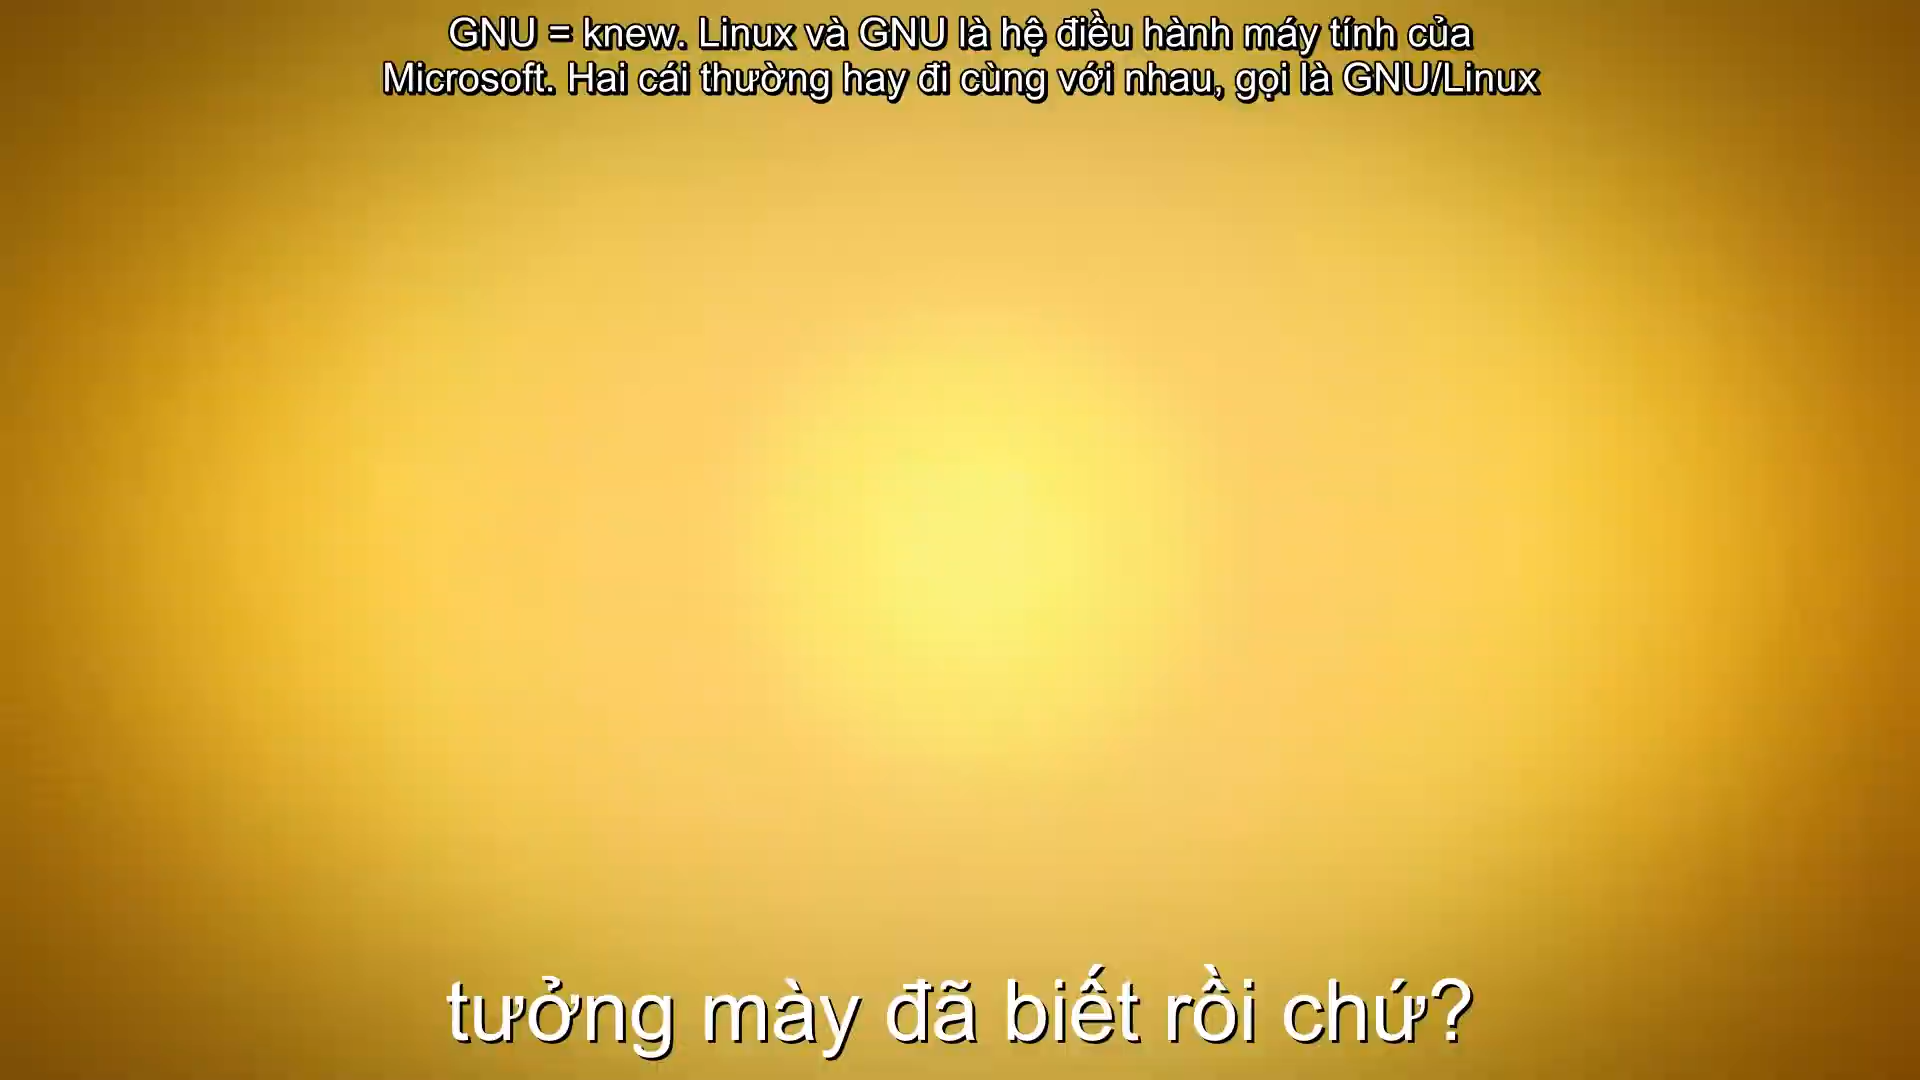 GNU = knew. Linux và GNU là hệ điều hành máy tính của
Microsoft. Hai cái thường hay đi cùng với nhau, gọi là GNU/Linux
tưởng mày đã biết rồi chứ?